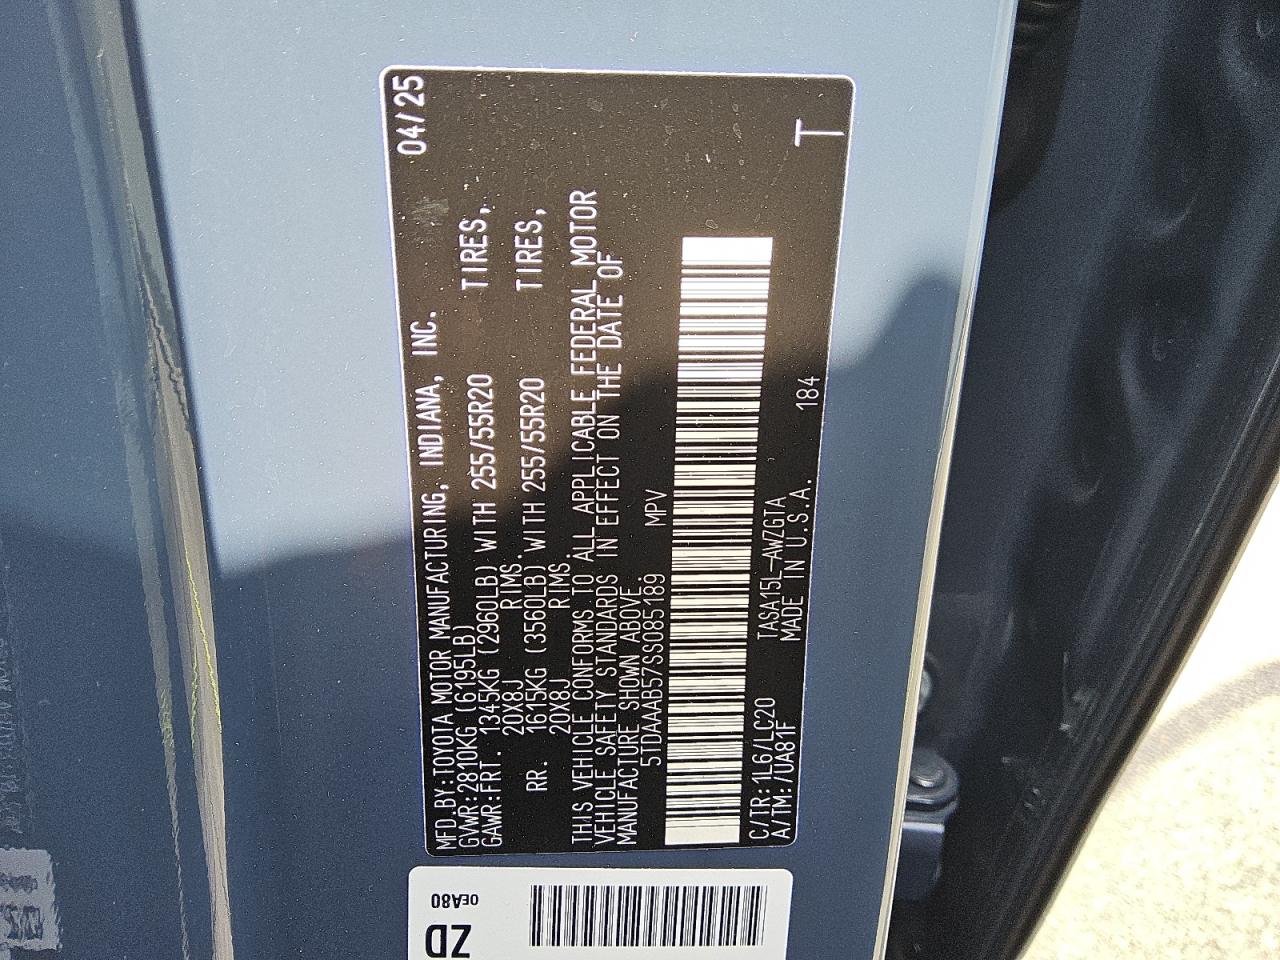 MFD.BY:TOYOTA MOTOR MANUFACTURING, INDIANA, INC. 04/25
GVWR:2810KG (6195LB)
GAWR:FRT. 1345KG (2960LB) WITH 255/55R20 TIRES,
20X8J RIMS.
RR. 1615KG (3560LB) WITH 255/55R20 TIRES,
20X8J RIMS.
THIS VEHICLE CONFORMS TO ALL APPLICABLE FEDERAL MOTOR
VEHICLE SAFETY STANDARDS IN EFFECT ON THE DATE OF
MANUFACTURE SHOWN ABOVE.
5TDAAAB57SS085189 MPV
C/TR:1L6/LC20 TASA15L-AWZGTA
A/TM:/UA81F MADE IN U.S.A. 184
T
0EA80
ZD